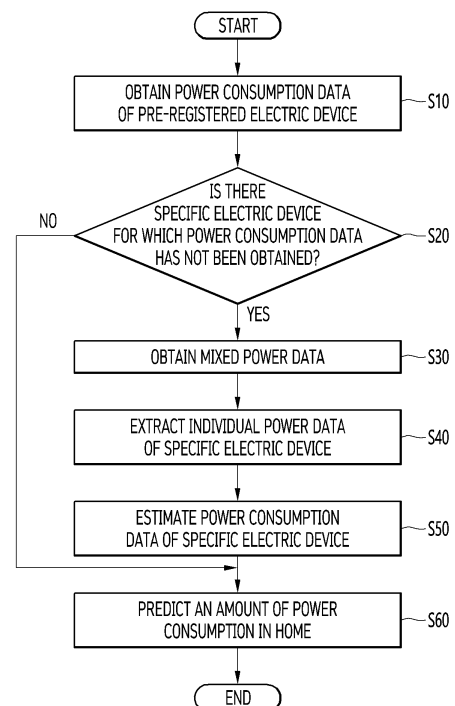 START
OBTAIN POWER CONSUMPTION DATA
OF PRE-REGISTERED ELECTRIC DEVICE
S10
IS THERE
SPECIFIC ELECTRIC DEVICE
FOR WHICH POWER CONSUMPTION DATA
HAS NOT BEEN OBTAINED?
S20
NO
YES
OBTAIN MIXED POWER DATA
S30
EXTRACT INDIVIDUAL POWER DATA
OF SPECIFIC ELECTRIC DEVICE
S40
ESTIMATE POWER CONSUMPTION
DATA OF SPECIFIC ELECTRIC DEVICE
S50
PREDICT AN AMOUNT OF POWER
CONSUMPTION IN HOME
S60
END